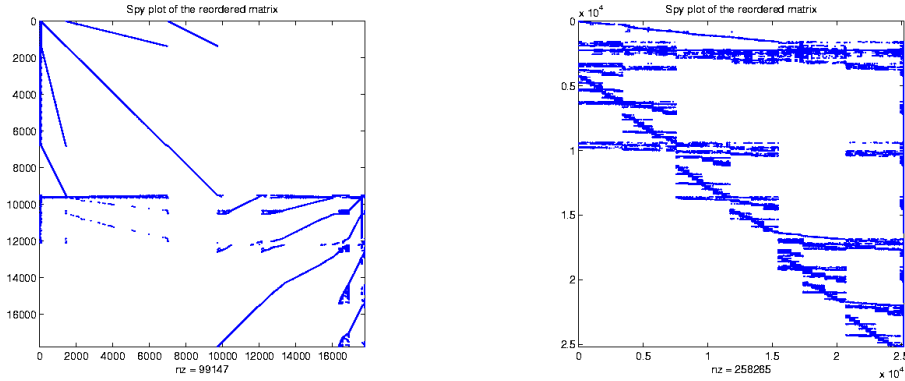 Spy plot of the reordered matrix
0
2000
4000
6000
8000
10000
12000
14000
16000
0 2000 4000 6000 8000 10000 12000 14000 16000
nz = 99147
Spy plot of the reordered matrix
x 10^4
0
0.5
1
1.5
2
2.5
0 0.5 1 1.5 2 2.5
nz = 258265
x 10^4